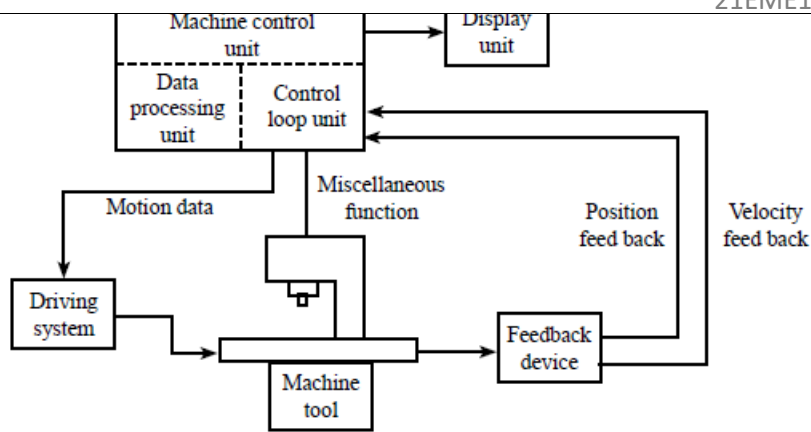 21EME1
Machine control
unit
Display
unit
Data
processing
unit
Control
loop unit
Motion data
Miscellaneous
function
Position
feed back
Velocity
feed back
Driving
system
Feedback
device
Machine
tool